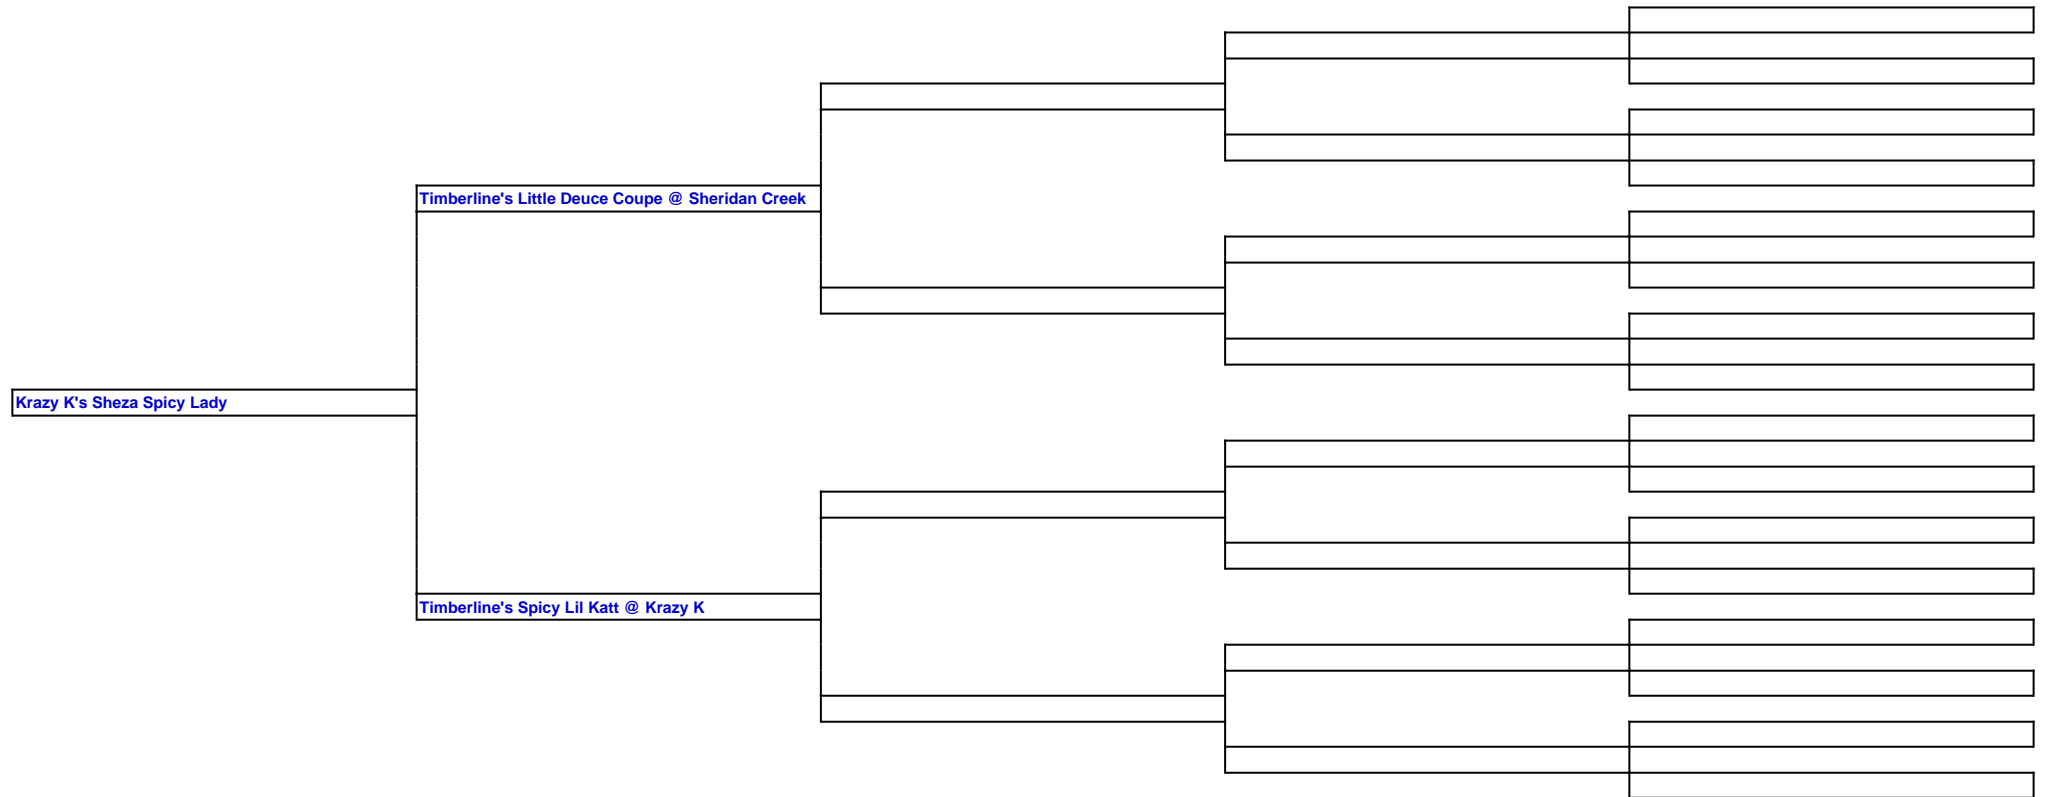 Timberline's Little Deuce Coupe @ Sheridan Creek
Krazy K's Sheza Spicy Lady
Timberline's Spicy Lil Katt @ Krazy K